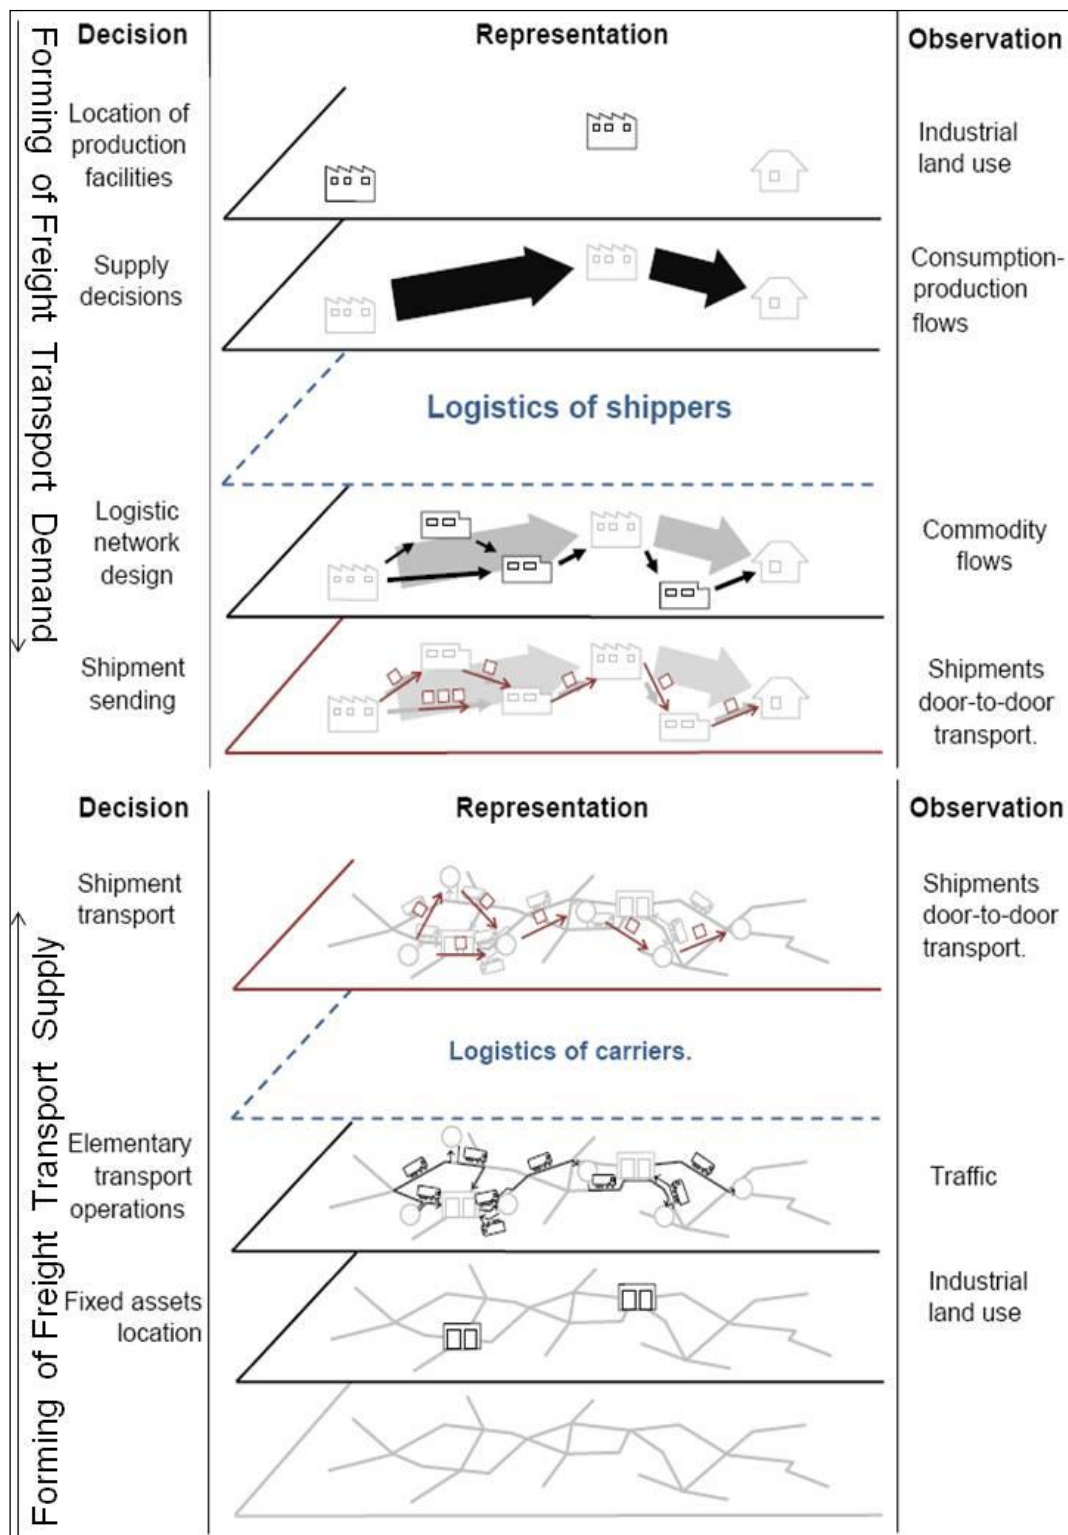 Forming of Freight Transport Demand
Decision
Representation
Observation
Location of
production
facilities
Industrial
land use
Supply
decisions
Consumption-
production
flows
Logistics of shippers
Logistic
network
design
Commodity
flows
Shipment
sending
Shipments
door-to-door
transport.
Forming of Freight Transport Supply
Decision
Representation
Observation
Shipment
transport
Shipments
door-to-door
transport.
Logistics of carriers.
Elementary
transport
operations
Traffic
Fixed assets
location
Industrial
land use